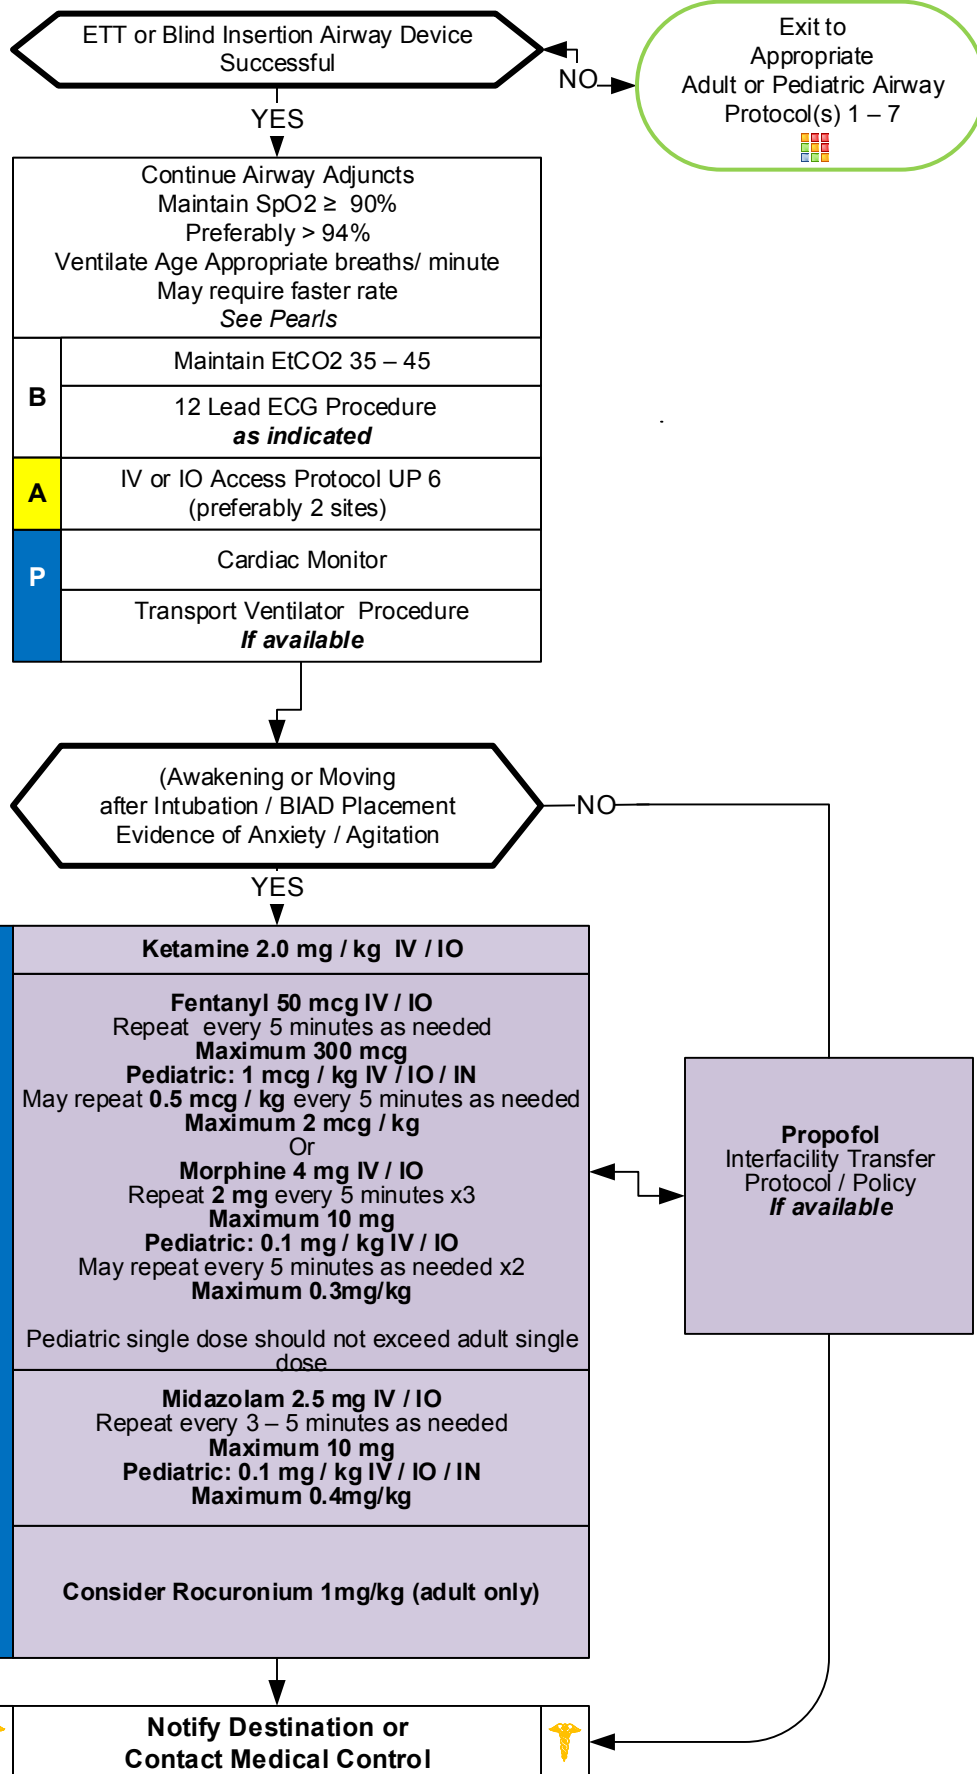 ETT or Blind Insertion Airway Device
Successful
NO
Exit to
Appropriate
Adult or Pediatric Airway
Protocol(s) 1 – 7
YES
Continue Airway Adjuncts
Maintain SpO2 ≥ 90%
Preferably > 94%
Ventilate Age Appropriate breaths/ minute
May require faster rate
See Pearls
B
Maintain EtCO2 35 – 45
12 Lead ECG Procedure
as indicated
A
IV or IO Access Protocol UP 6
(preferably 2 sites)
P
Cardiac Monitor
Transport Ventilator Procedure
If available
(Awakening or Moving
after Intubation / BIAD Placement
Evidence of Anxiety / Agitation
NO
YES
Ketamine 2.0 mg / kg IV / IO
Fentanyl 50 mcg IV / IO
Repeat every 5 minutes as needed
Maximum 300 mcg
Pediatric: 1 mcg / kg IV / IO / IN
May repeat 0.5 mcg / kg every 5 minutes as needed
Maximum 2 mcg / kg
Or
Morphine 4 mg IV / IO
Repeat 2 mg every 5 minutes x3
Maximum 10 mg
Pediatric: 0.1 mg / kg IV / IO
May repeat every 5 minutes as needed x2
Maximum 0.3mg/kg
Pediatric single dose should not exceed adult single
dose
Propofol
Interfacility Transfer
Protocol / Policy
If available
Midazolam 2.5 mg IV / IO
Repeat every 3 – 5 minutes as needed
Maximum 10 mg
Pediatric: 0.1 mg / kg IV / IO / IN
Maximum 0.4mg/kg
Consider Rocuronium 1mg/kg (adult only)
Notify Destination or
Contact Medical Control